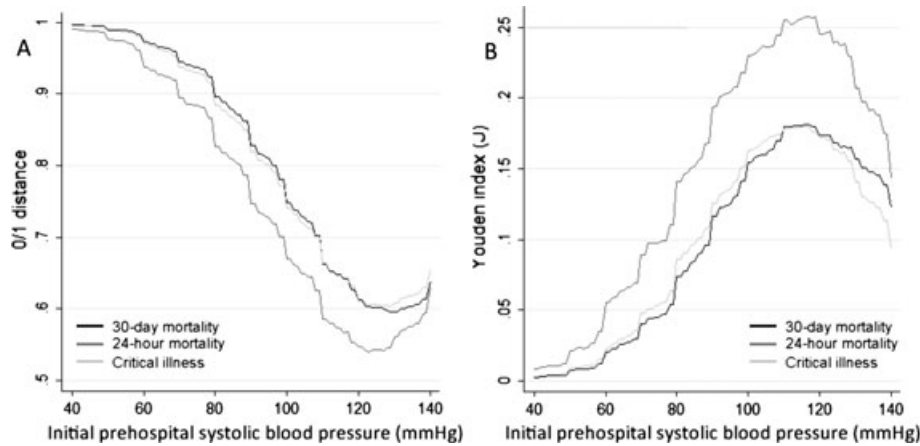 A
0/1 distance
1
.9
.8
.7
.6
.5
30-day mortality
24-hour mortality
Critical illness
40 60 80 100 120 140
Initial prehospital systolic blood pressure (mmHg)
B
Youden index (J)
.25
.2
.15
.1
.05
0
30-day mortality
24-hour mortality
Critical illness
40 60 80 100 120 140
Initial prehospital systolic blood pressure (mmHg)